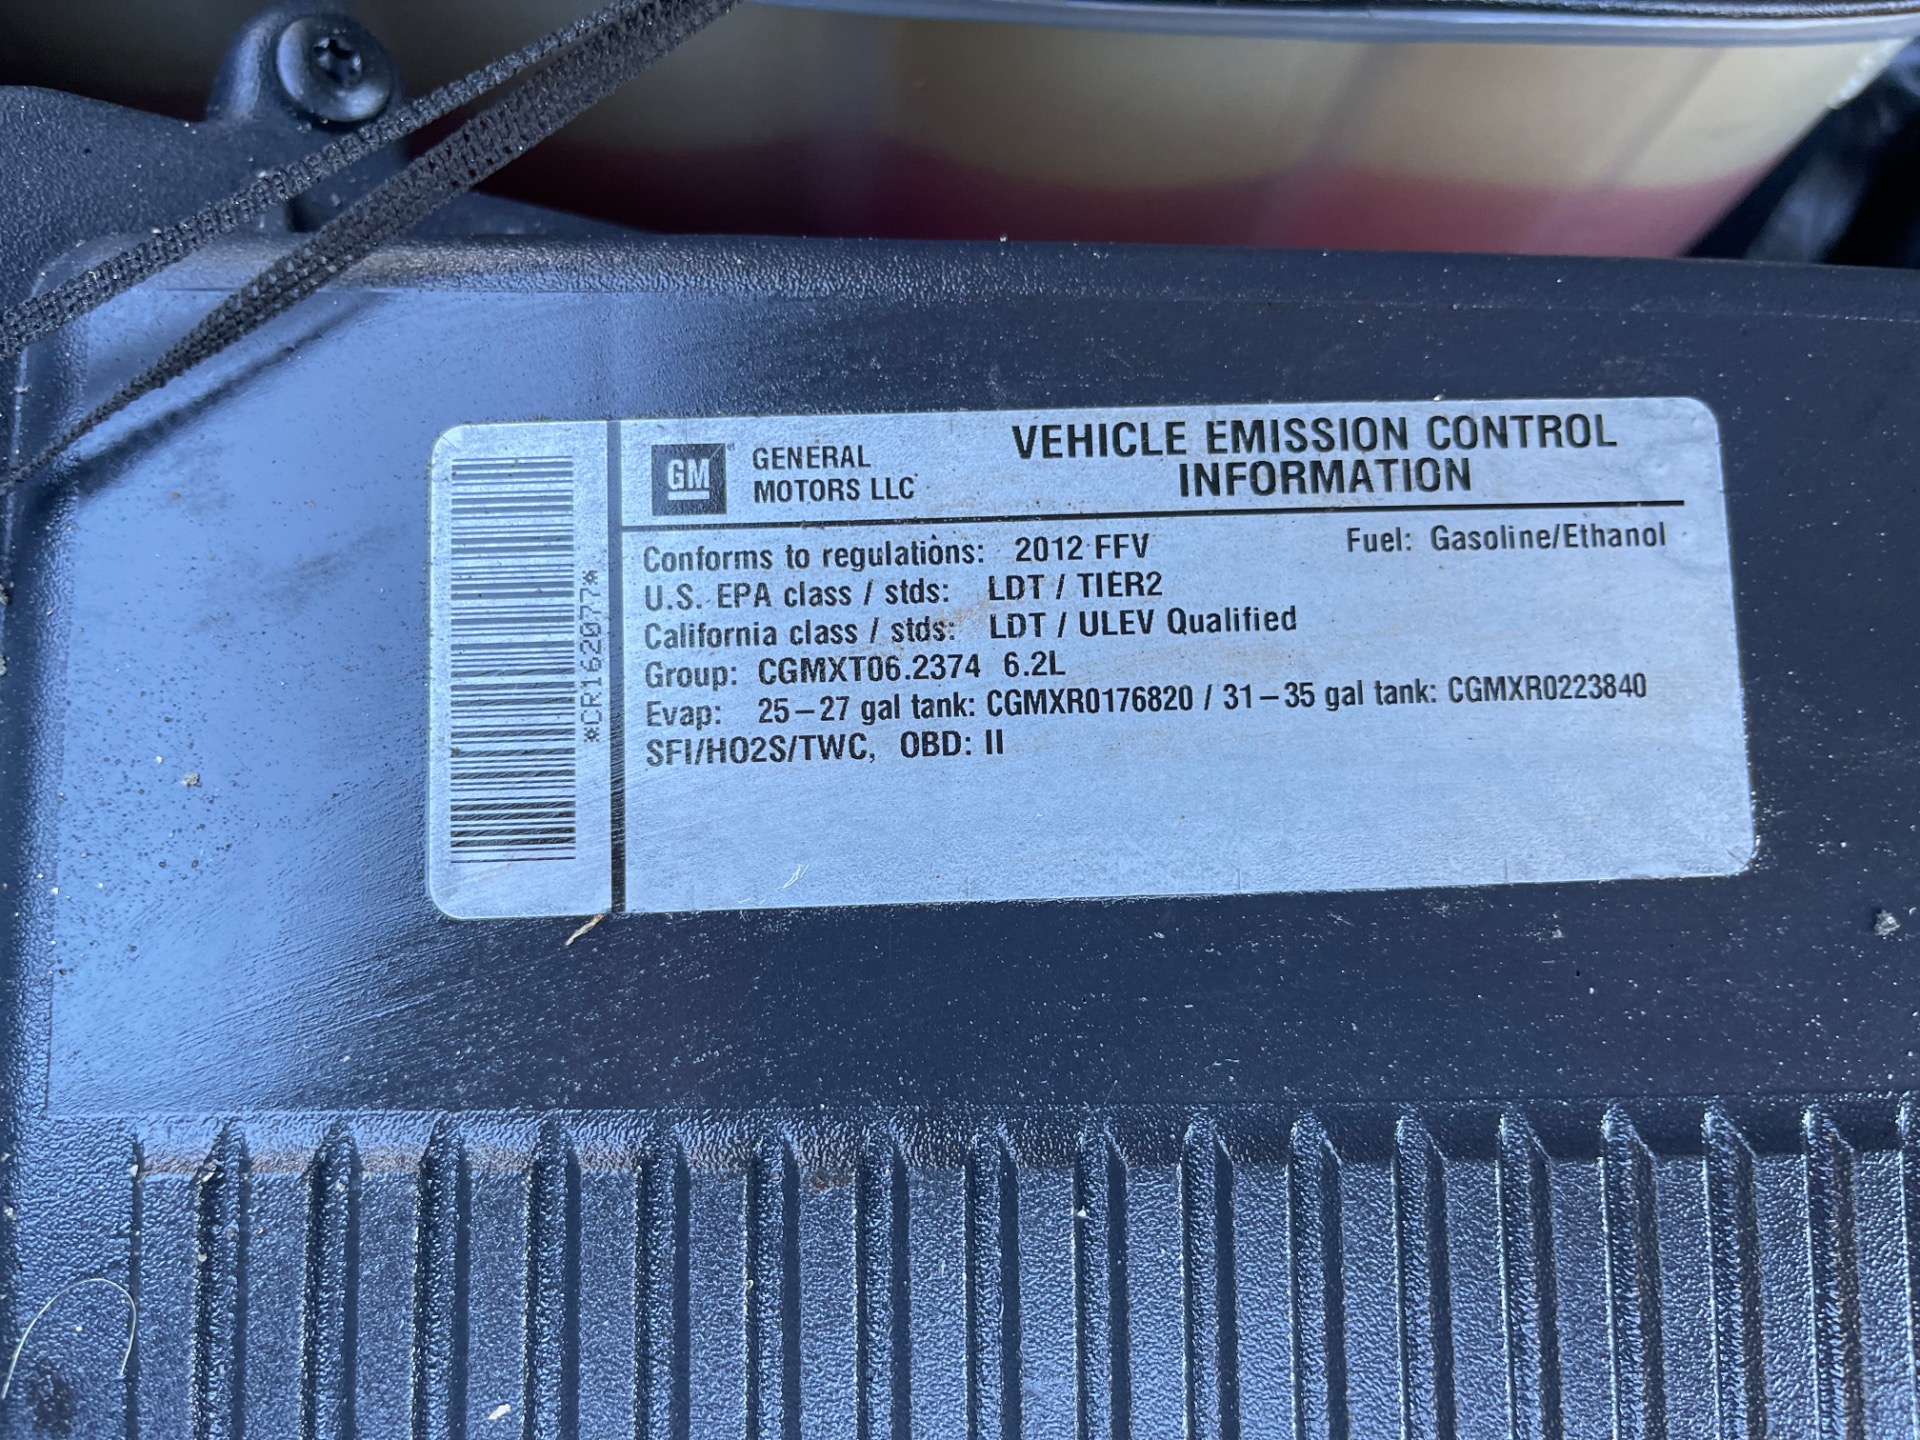 GM
GENERAL
MOTORS LLC
VEHICLE EMISSION CONTROL
INFORMATION
Conforms to regulations: 2012 FFV
Fuel: Gasoline/Ethanol
U.S. EPA class / stds: LDT / TIER2
California class / stds: LDT / ULEV Qualified
Group: CGMXT06.2374 6.2L
Evap: 25-27 gal tank: CGMXR0176820 / 31-35 gal tank: CGMXR0223840
SFI/HO2S/TWC, OBD: II
*CR162077*